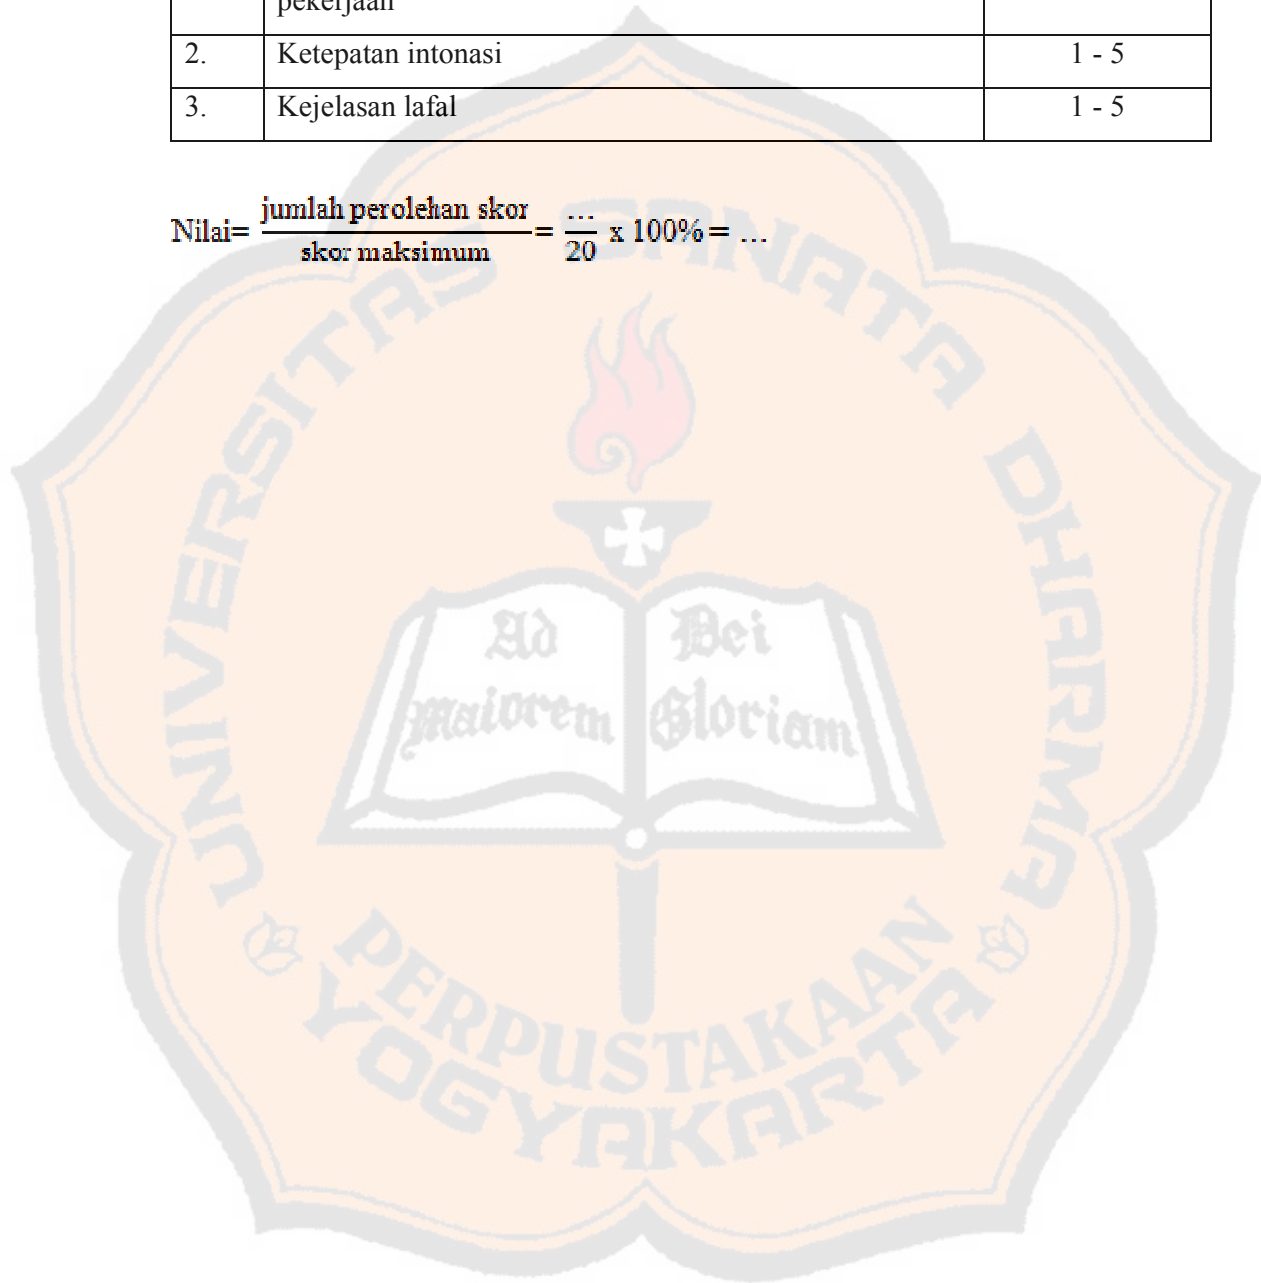 pekerjaan
2. Ketepatan intonasi 1 - 5
3. Kejelasan lafal 1 - 5
Nilai= jumlah perolehan skor / skor maksimum = … / 20 x 100% = …
UNIVERSITAS SANATA DHARMA
Ad Dei
maiorem Gloriam
PERPUSTAKAAN
YOGYAKARTA